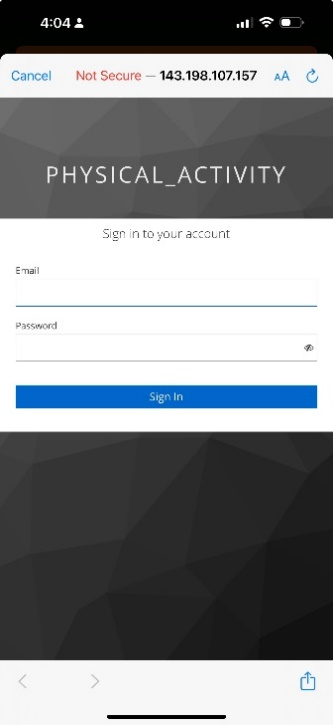 4:04
Cancel Not Secure — 143.198.107.157 AA
PHYSICAL_ACTIVITY
Sign in to your account
Email
Password
Sign In